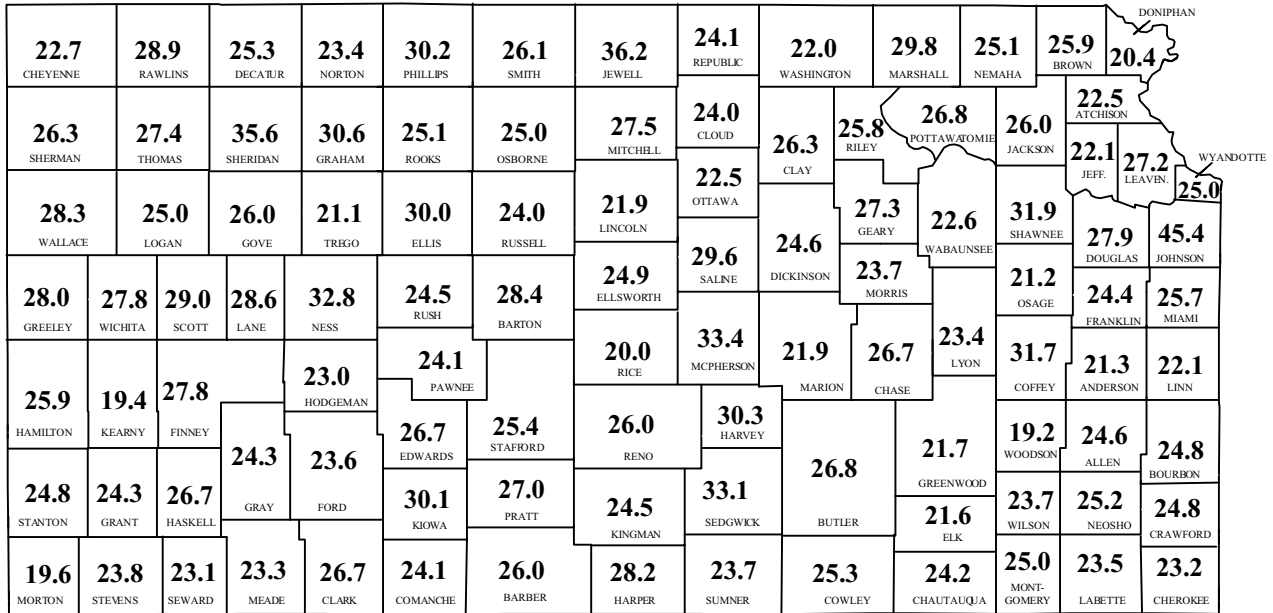 DONIPHAN
22.7 28.9 25.3 23.4 30.2 26.1 36.2 24.1 22.0 29.8 25.1 25.9 20.4
CHEYENNE RAWLINS DECATUR NORTON PHILLIPS SMITH JEWELL REPUBLIC WASHINGTON MARSHALL NEMAHA BROWN
26.3 27.4 35.6 30.6 25.1 25.0 27.5 24.0 26.3 25.8 26.8 26.0 22.5
SHERMAN THOMAS SHERIDAN GRAHAM ROOKS OSBORNE MITCHELL CLOUD CLAY RILEY POTTAWATOMIE JACKSON ATCHISON
22.1 27.2 WYANDOTTE
JEFF. LEAVEN. 25.0
28.3 25.0 26.0 21.1 30.0 24.0 21.9 22.5 27.3 22.6 31.9
WALLACE LOGAN GOVE TREGO ELLIS RUSSELL LINCOLN OTTAWA GEARY WABAUNSEE SHAWNEE
29.6 24.6 27.9 45.4
SALINE DICKINSON DOUGLAS JOHNSON
28.0 27.8 29.0 28.6 32.8 24.5 28.4 24.9 23.7 21.2 24.4 25.7
GREELEY WICHITA SCOTT LANE NESS RUSH BARTON ELLSWORTH MORRIS OSAGE FRANKLIN MIAMI
24.1 20.0 33.4 21.9 26.7 23.4 31.7 21.3 22.1
PAWNEE RICE MCPHERSON MARION CHASE LYON COFFEY ANDERSON LINN
25.9 19.4 27.8 23.0
HAMILTON KEARNY FINNEY HODGEMAN
26.7 25.4 26.0 30.3 19.2 24.6 24.8
EDWARDS STAFFORD RENO HARVEY WOODSON ALLEN BOURBON
24.3 23.6 26.8 21.7
GRAY FORD BUTLER GREENWOOD
24.8 24.3 26.7 30.1 27.0 24.5 33.1 21.6 23.7 25.2 24.8
STANTON GRANT HASKELL KIOWA PRATT KINGMAN SEDGWICK ELK WILSON NEOSHO CRAWFORD
19.6 23.8 23.1 23.3 26.7 24.1 26.0 28.2 23.7 25.3 24.2 25.0 23.5 23.2
MORTON STEVENS SEWARD MEADE CLARK COMANCHE BARBER HARPER SUMNER COWLEY CHAUTAUQUA MONT- LABETTE CHEROKEE
GOMERY